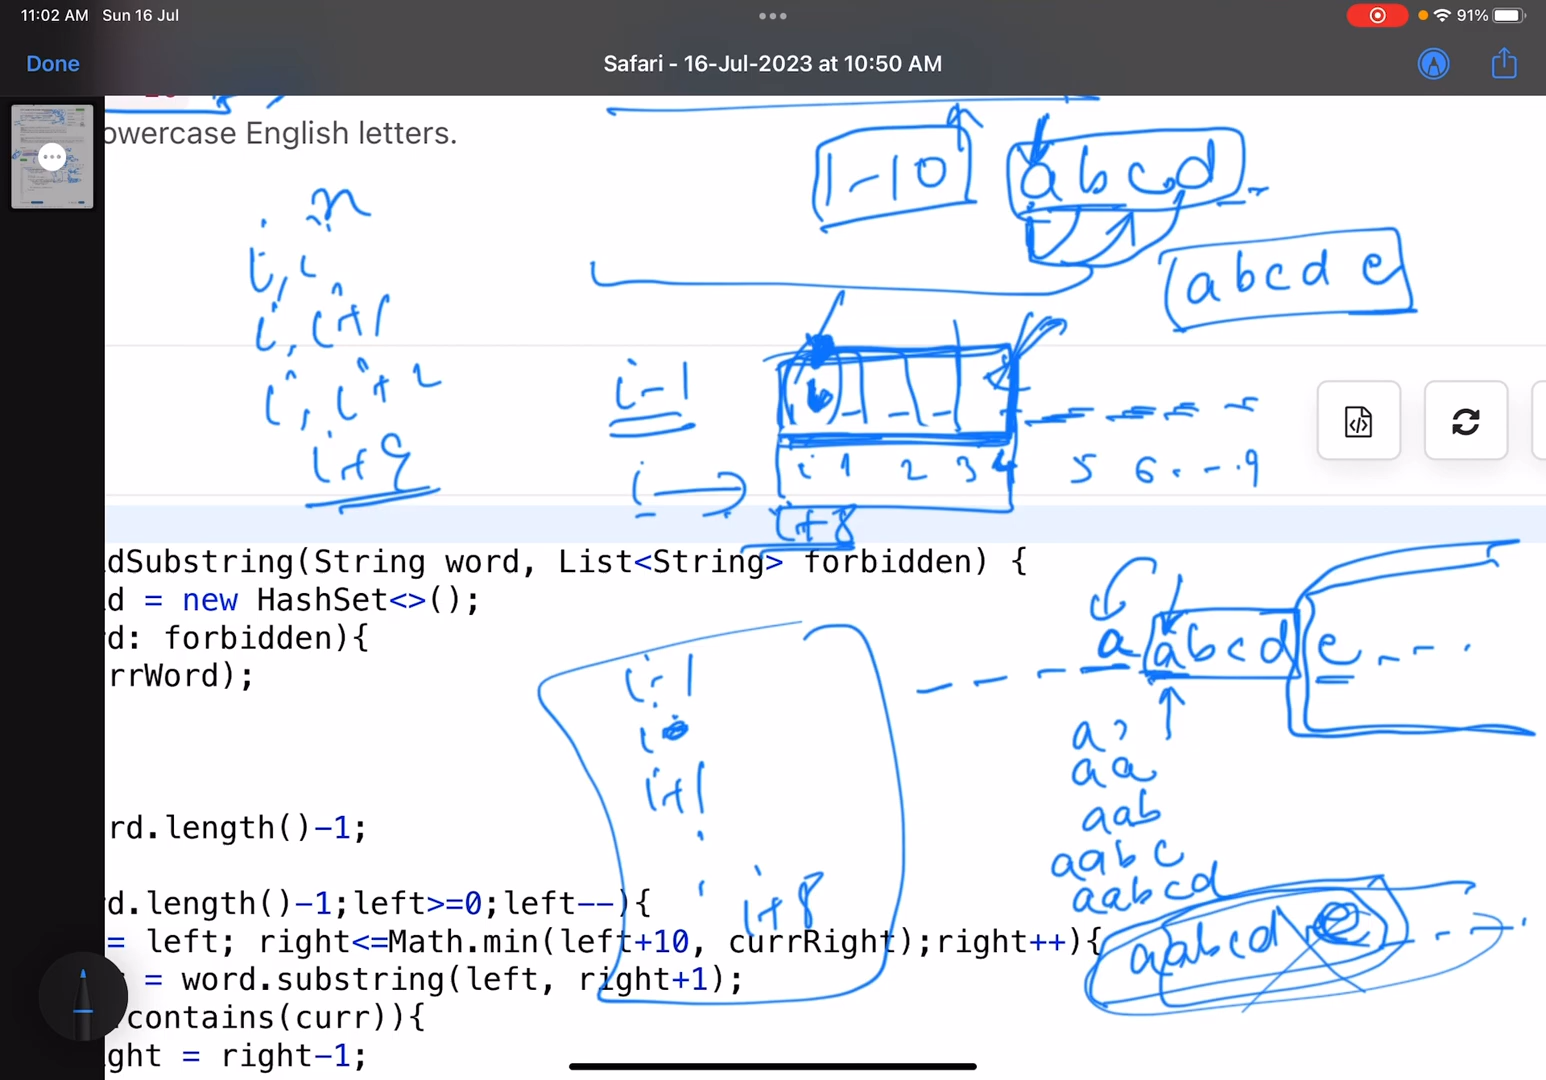 11:02 AM Sun 16 Jul
91%
Done
Safari - 16-Jul-2023 at 10:50 AM
owercase English letters.
1-10
abcd
n
i, i
abcd e
i, i+1
i, i+2
i-1
i+9
i 1 2 3 4 5 6 . - . 9
i
i+8
dSubstring(String word, List<String> forbidden) {
d = new HashSet<>();
rd: forbidden){
rrWord);
a abcd e - - .
i-1
i
i+1
i+8
a,
aa
aab
aabc
aabcd
aabcd e
rd.length()-1;
d.length()-1;left>=0;left--){
= left; right<=Math.min(left+10, currRight);right++){
= word.substring(left, right+1);
contains(curr)){
ght = right-1;